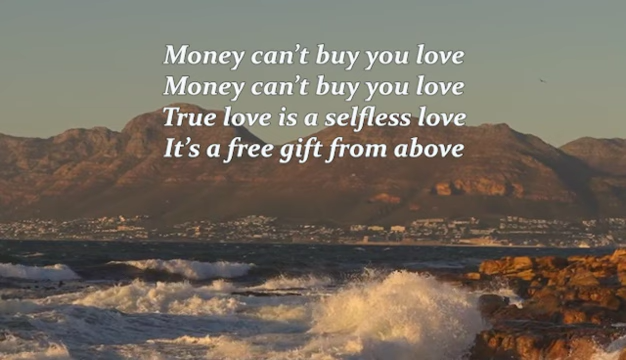 Money can’t buy you love
Money can’t buy you love
True love is a selfless love
It’s a free gift from above